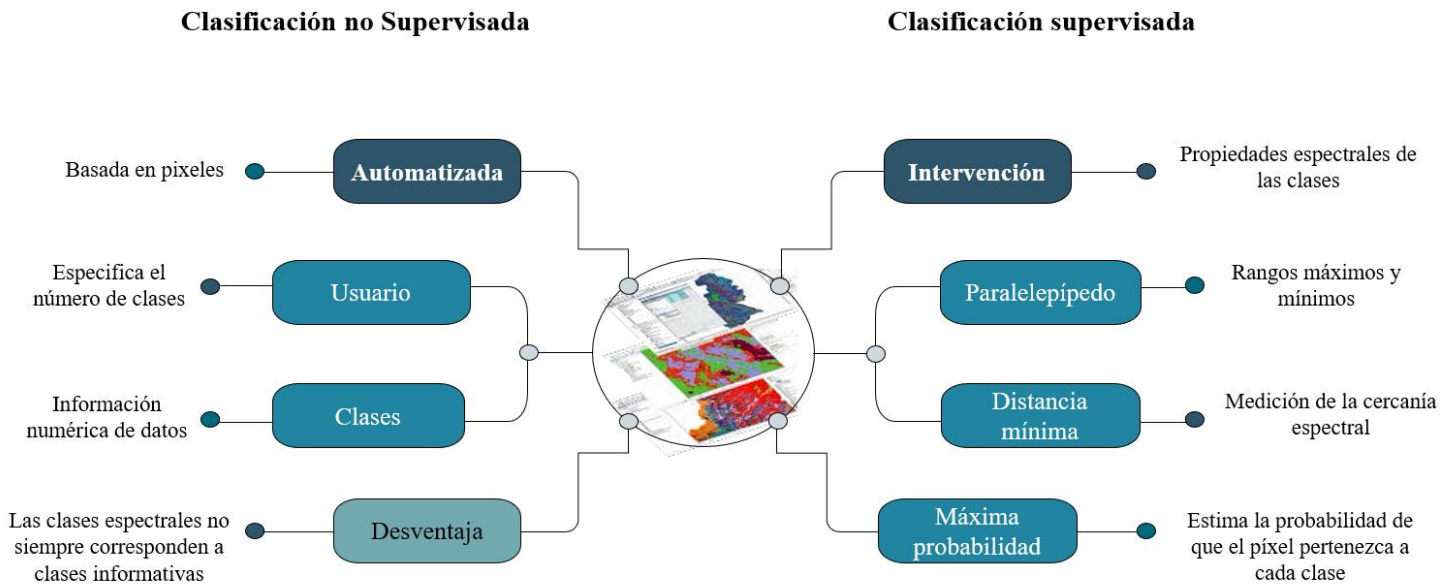 Clasificación no Supervisada
Clasificación supervisada
Basada en pixeles
Automatizada
Especifica el
número de clases
Usuario
Información
numérica de datos
Clases
Las clases espectrales no
siempre corresponden a
clases informativas
Desventaja
Intervención
Propiedades espectrales de
las clases
Paralelepípedo
Rangos máximos y
mínimos
Distancia
mínima
Medición de la cercanía
espectral
Máxima
probabilidad
Estima la probabilidad de
que el píxel pertenezca a
cada clase